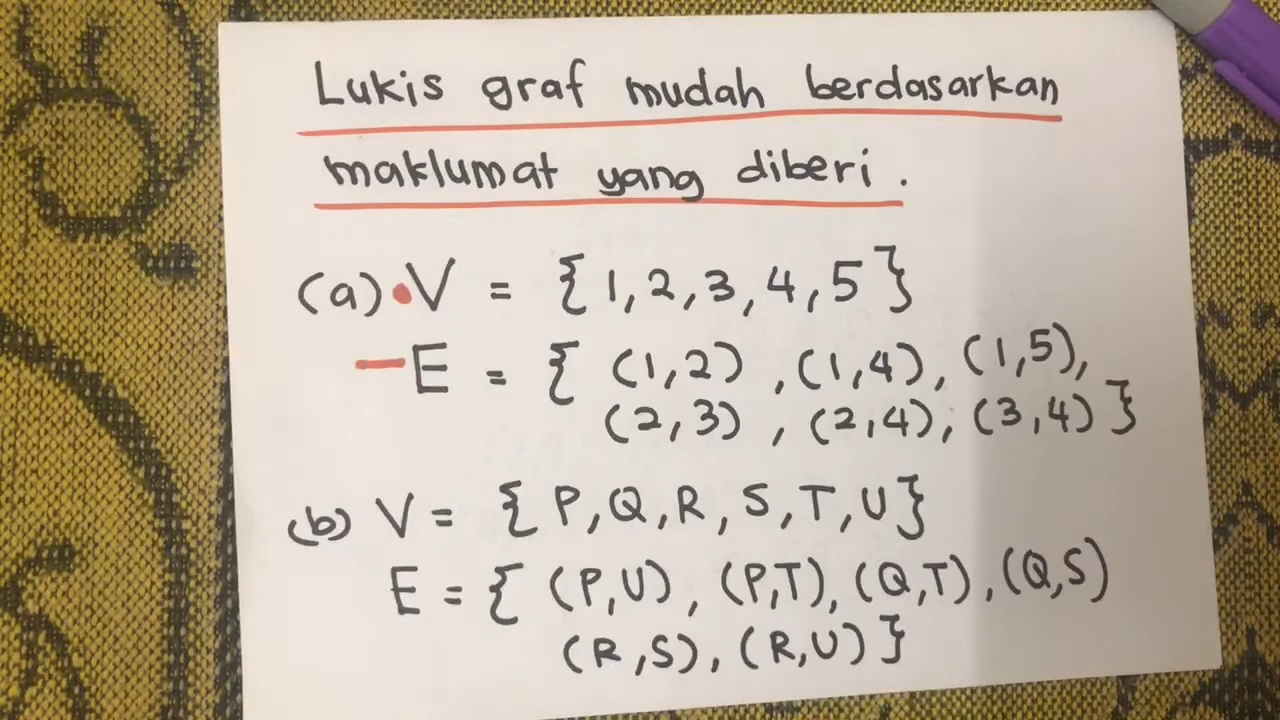 Lukis graf mudah berdasarkan
maklumat yang diberi.
(a) V = {1,2,3,4,5}
E = { (1,2) , (1,4), (1,5),
(2,3) , (2,4), (3,4) }
(b) V = {P,Q,R,S,T,U}
E = { (P,U), (P,T), (Q,T), (Q,S)
(R,S), (R,U) }